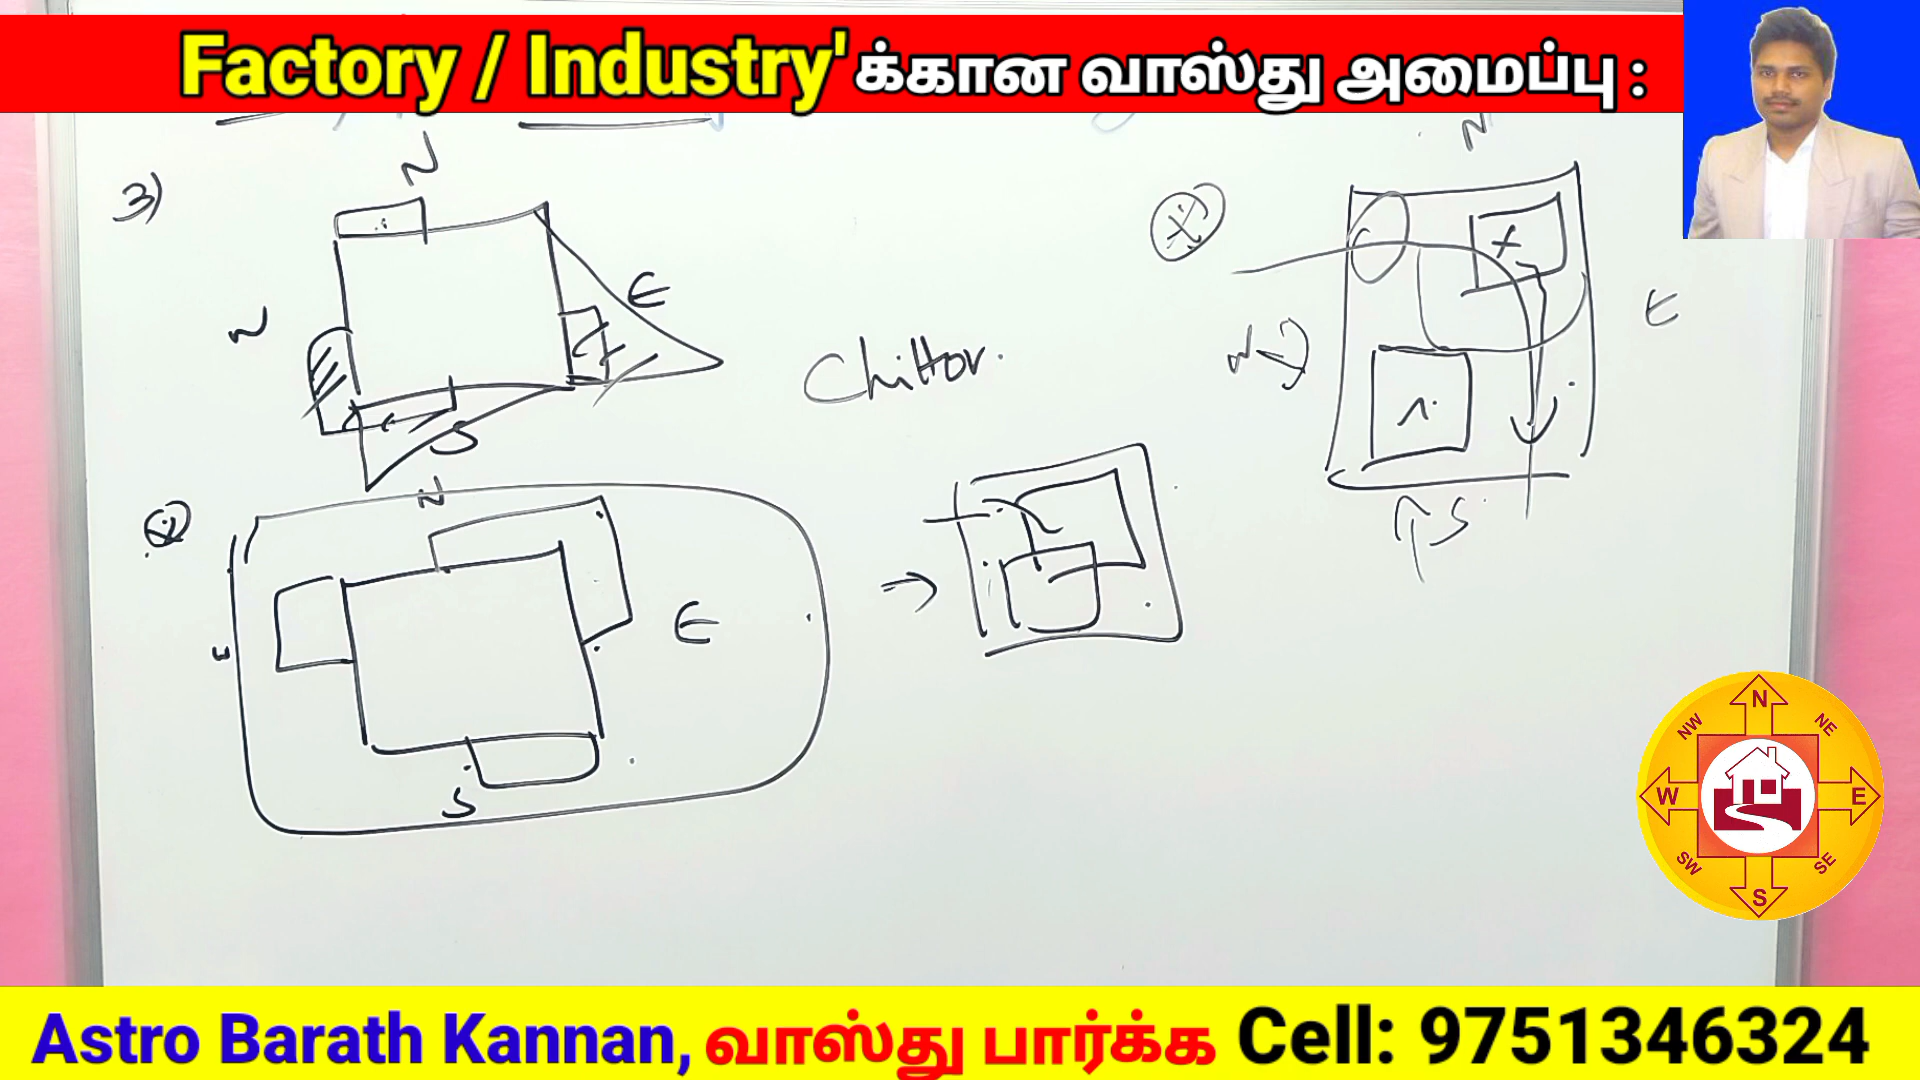 Factory / Industry'க்கான வாஸ்து அமைப்பு :
3)
N
N
E
E
Chittor.
S
N
S
E
S
N
NW
NE
W
E
SW
SE
S
Astro Barath Kannan, வாஸ்து பார்க்க Cell: 9751346324